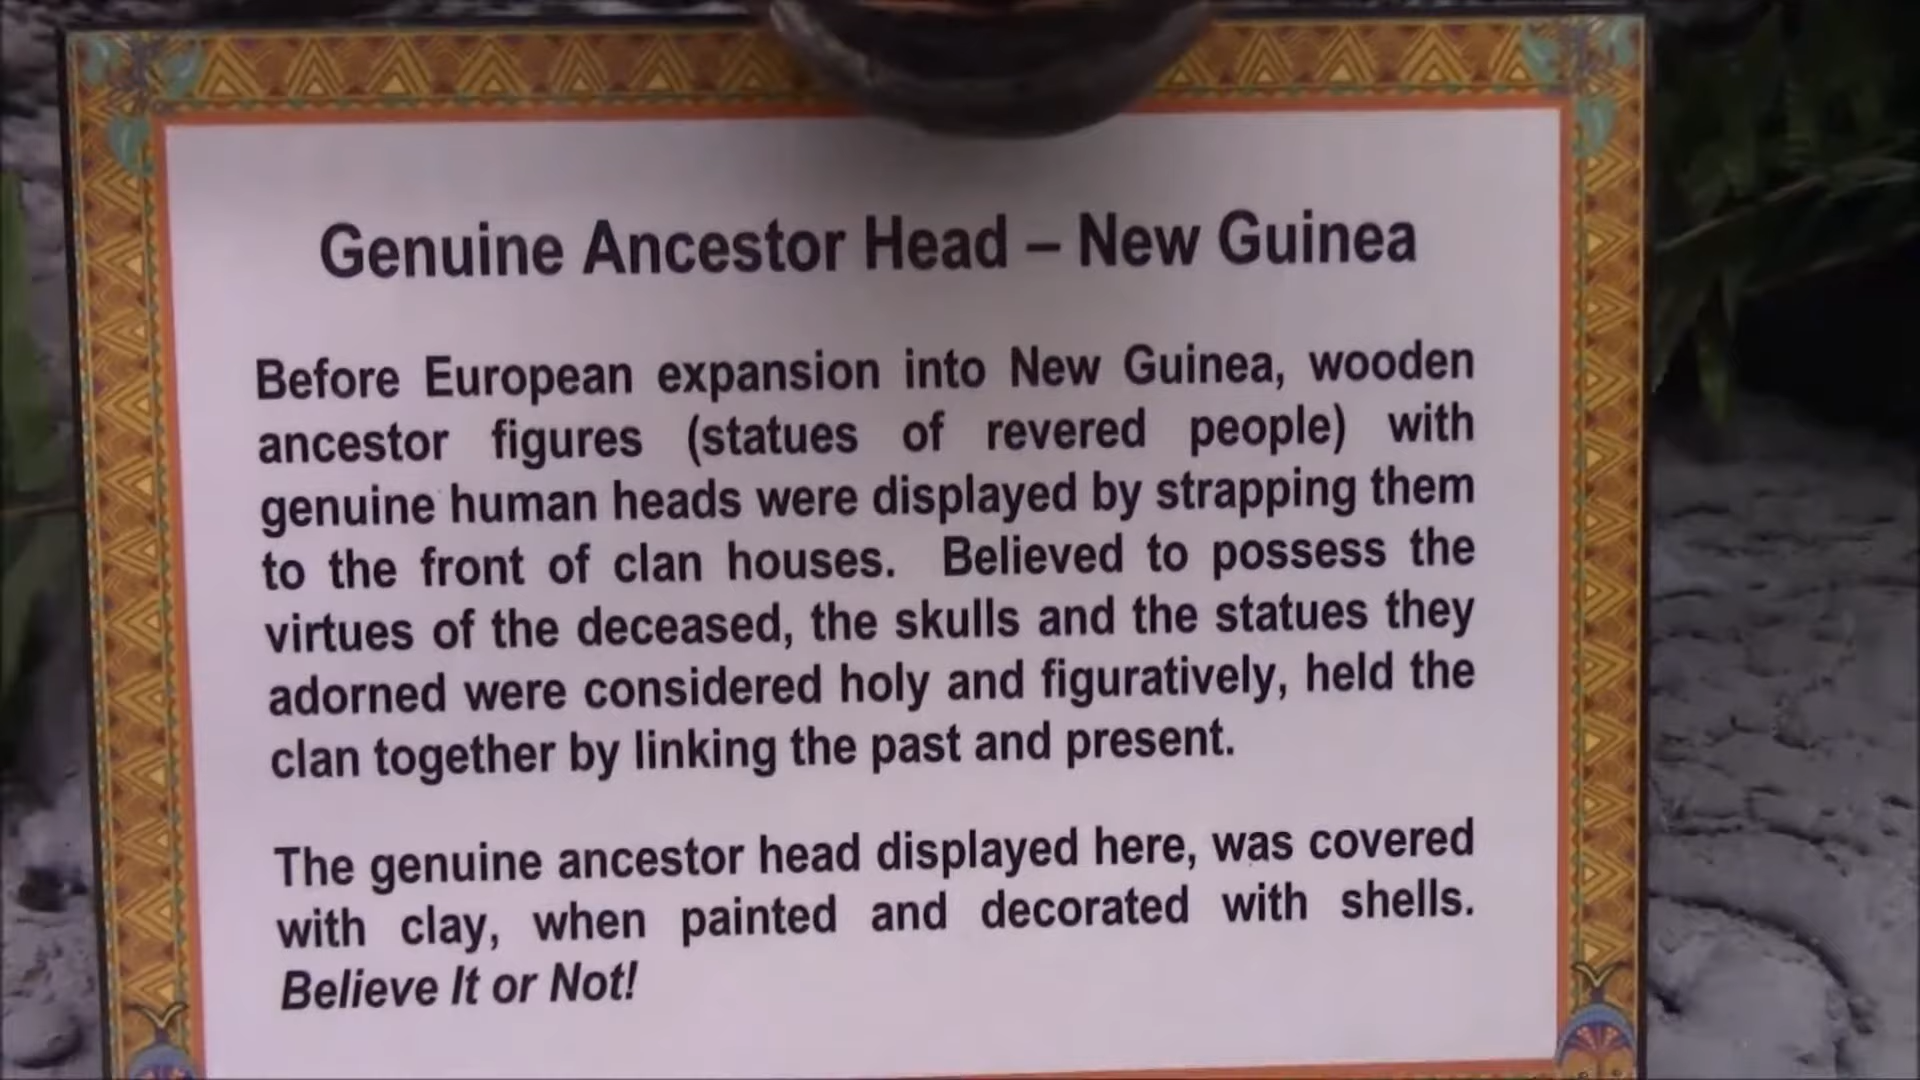 Genuine Ancestor Head – New Guinea
Before European expansion into New Guinea, wooden
ancestor figures (statues of revered people) with
genuine human heads were displayed by strapping them
to the front of clan houses. Believed to possess the
virtues of the deceased, the skulls and the statues they
adorned were considered holy and figuratively, held the
clan together by linking the past and present.
The genuine ancestor head displayed here, was covered
with clay, when painted and decorated with shells.
Believe It or Not!